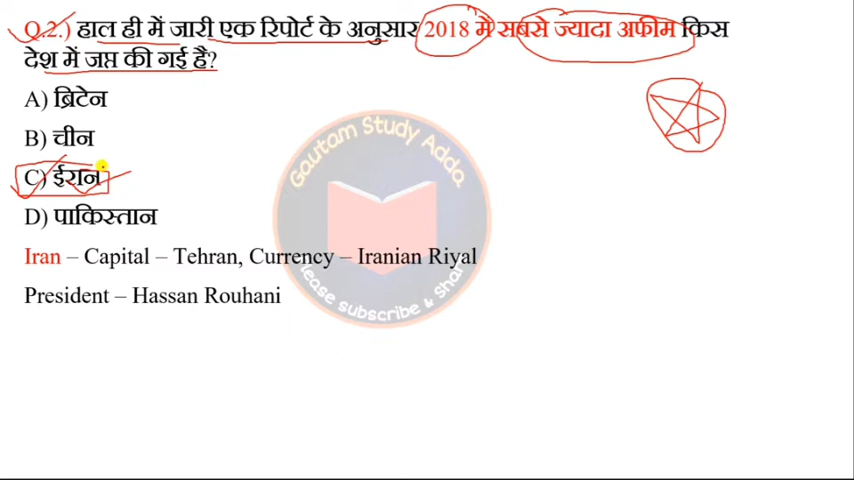 Q.2.) हाल ही में जारी एक रिपोर्ट के अनुसार 2018 में सबसे ज्यादा अफीम किस
देश में जप्त की गई है?
A) ब्रिटेन
B) चीन
C) ईरान
D) पाकिस्तान
Iran – Capital – Tehran, Currency – Iranian Riyal
President – Hassan Rouhani
Gautam Study Adda
lease subscribe & shar